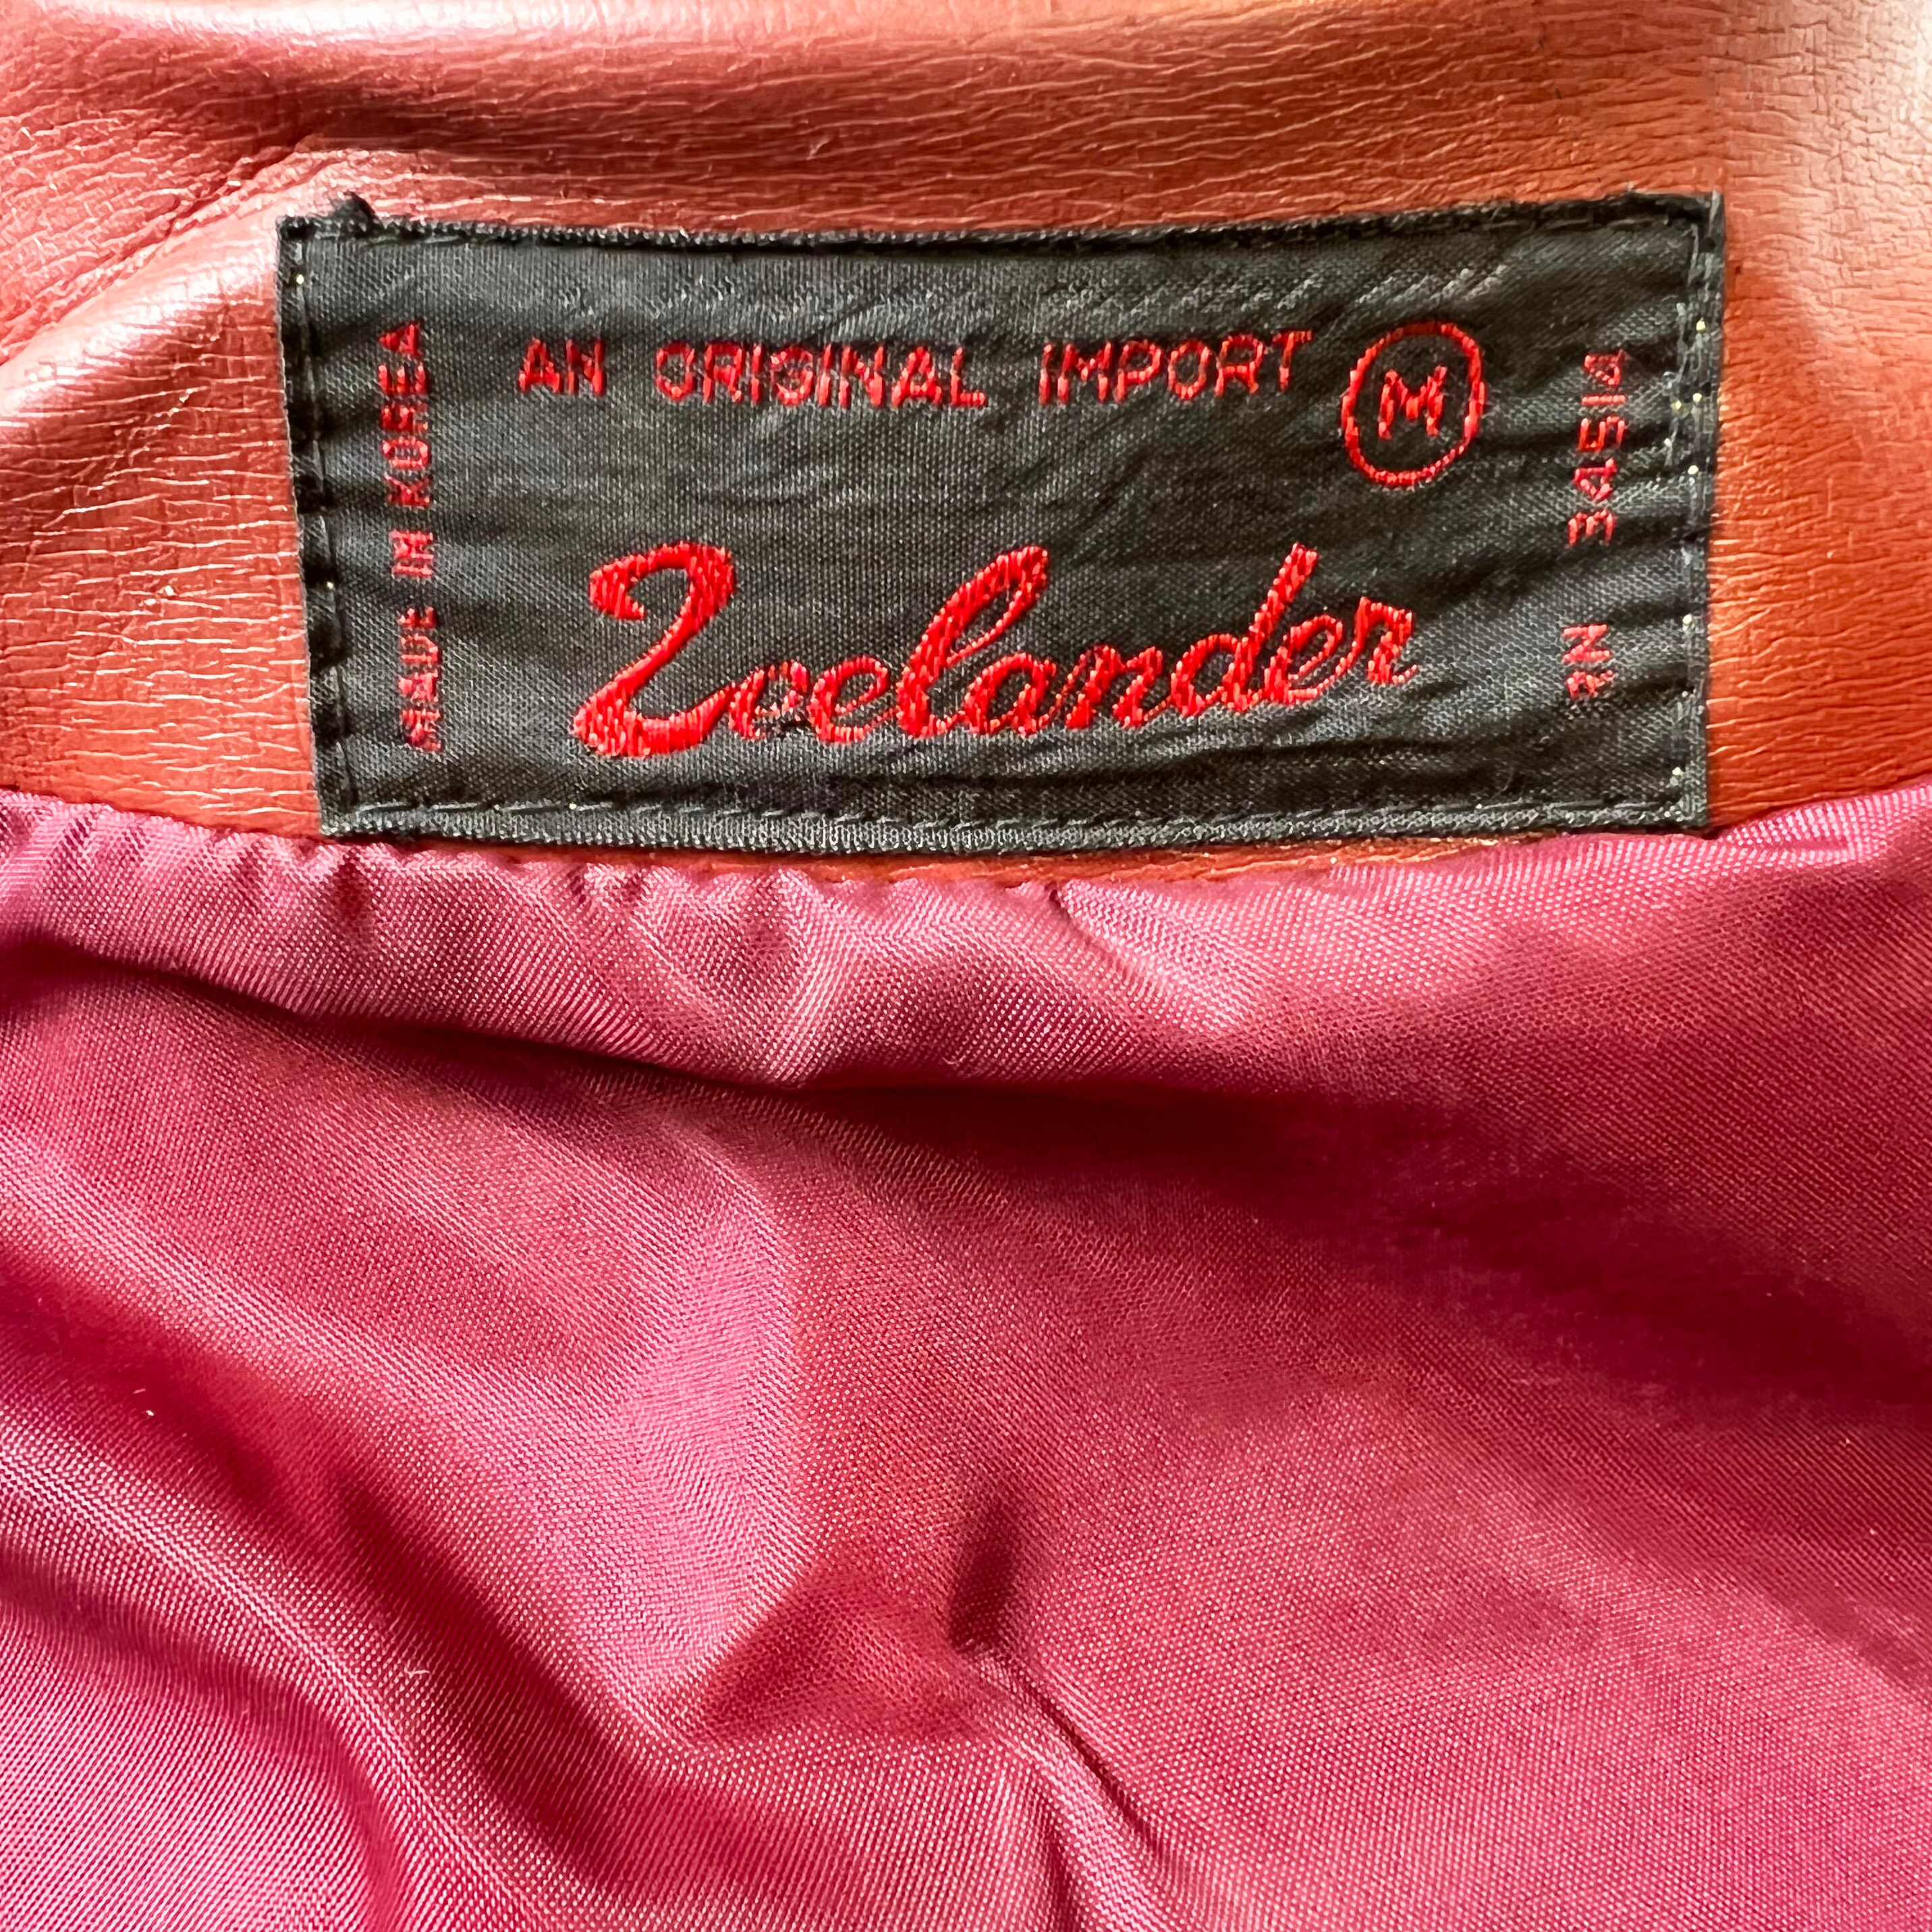 MADE IN KOREA
AN ORIGINAL IMPORT
M
Zeelander
RN 34514